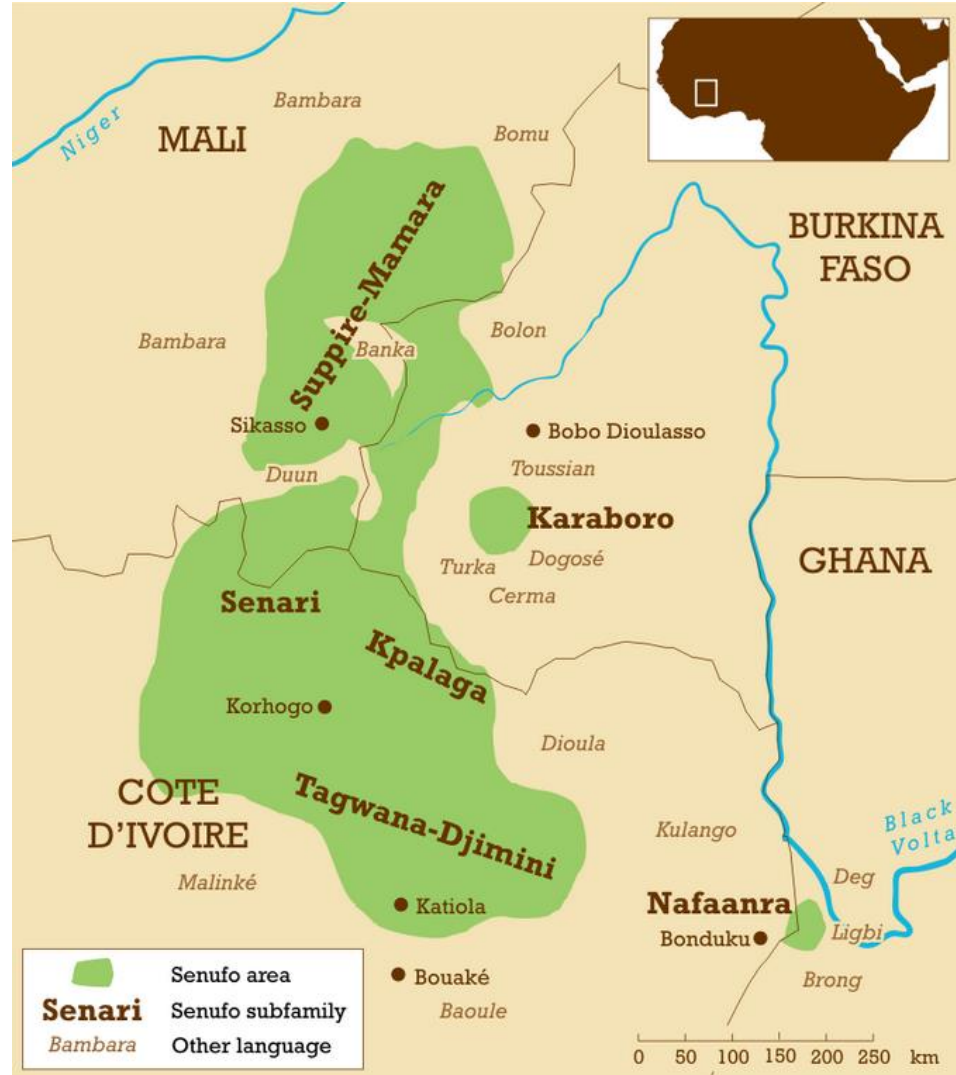 Bambara
Niger
MALI
Bomu
BURKINA
FASO
Suppire-Mamara
Bambara
Banka
Bolon
Sikasso
Bobo Dioulasso
Duun
Toussian
Karaboro
Turka
Dogosé
Cerma
GHANA
Senari
Kpalaga
Korhogo
Dioula
COTE
D'IVOIRE
Tagwana-Djimini
Kulango
Black
Volta
Malinké
Deg
Katiola
Nafaanra
Bonduku
Ligbi
Bouaké
Brong
Baoule
Senufo area
Senari Senufo subfamily
Bambara Other language
0 50 100 150 200 250 km